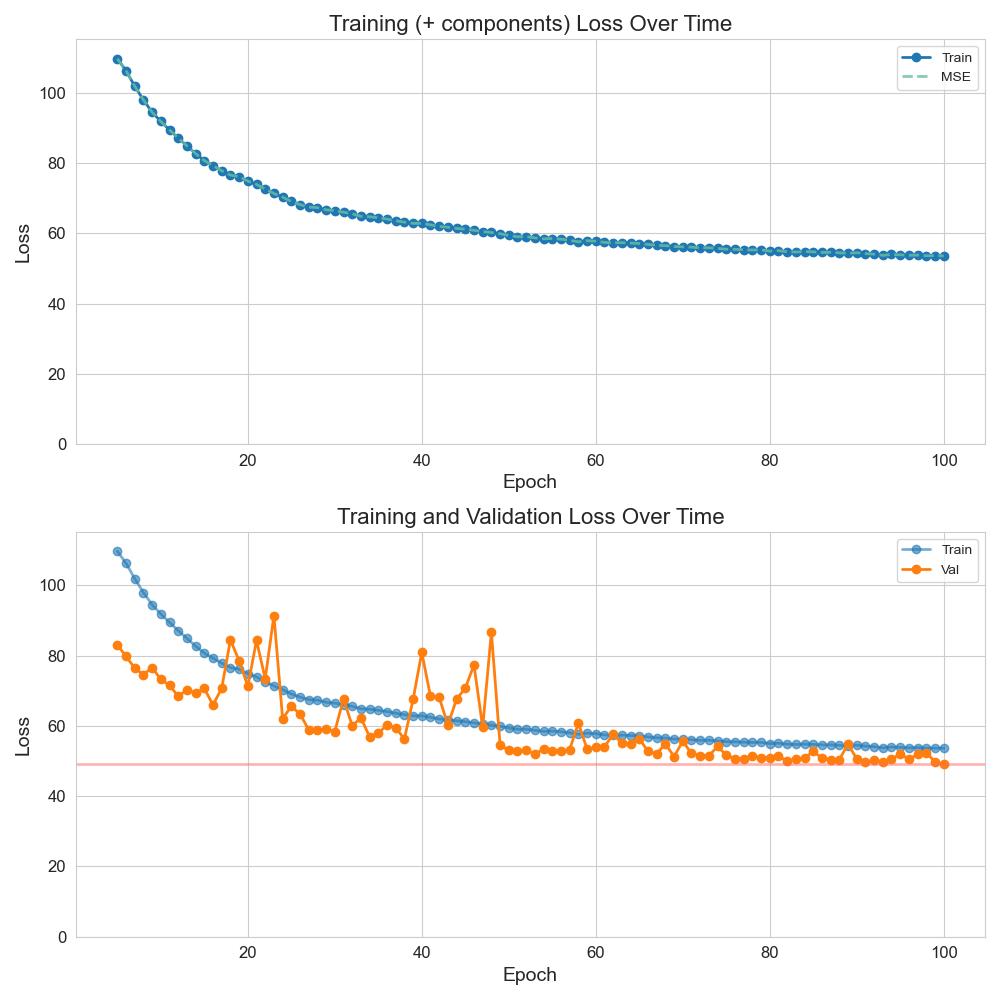 Training (+ components) Loss Over Time
Train
MSE
Loss
100
80
60
40
20
0
20 40 60 80 100
Epoch
Training and Validation Loss Over Time
Train
Val
Loss
100
80
60
40
20
0
20 40 60 80 100
Epoch